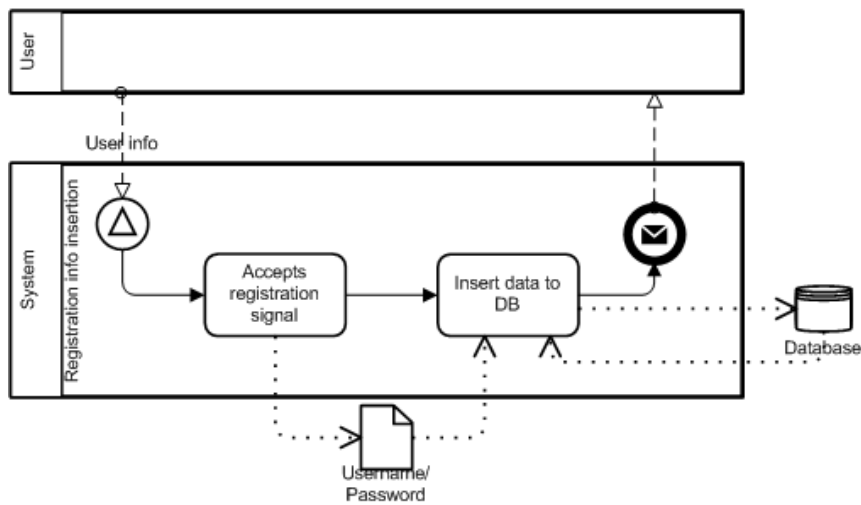 User
User info
System
Registration info insertion
Accepts
registration
signal
Insert data to
DB
Database
Username/
Password